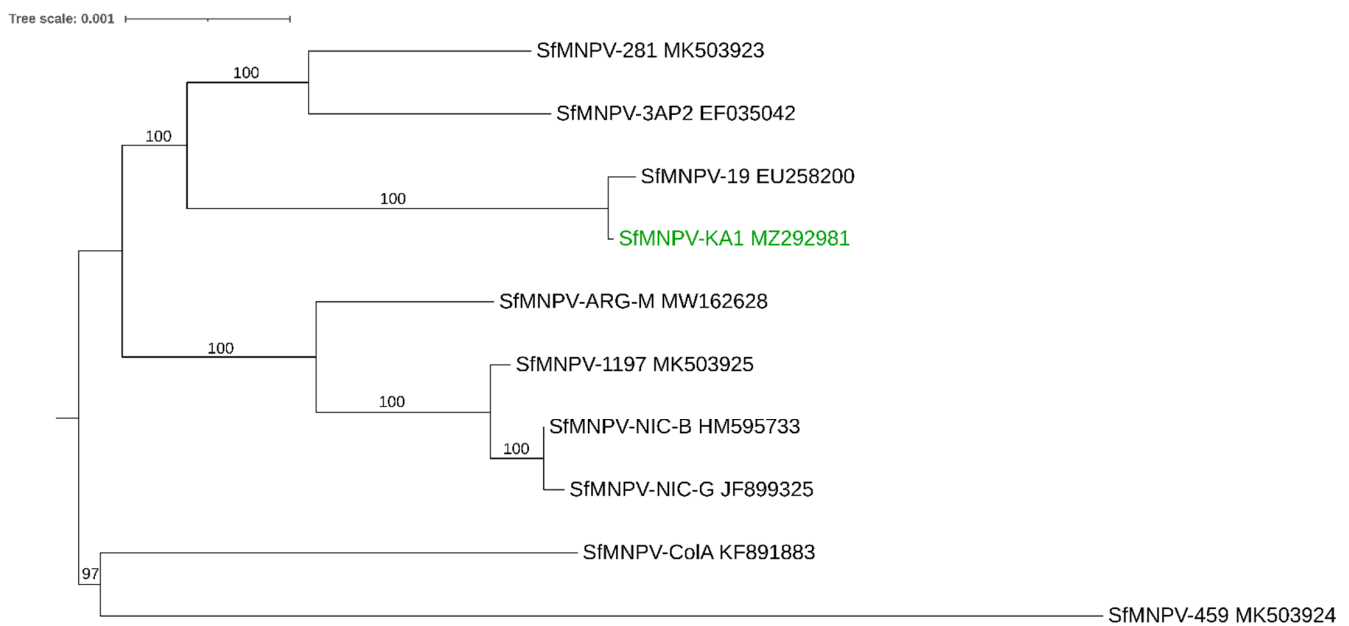 Tree scale: 0.001
SfMNPV-281 MK503923
100
SfMNPV-3AP2 EF035042
100
SfMNPV-19 EU258200
100
SfMNPV-KA1 MZ292981
SfMNPV-ARG-M MW162628
100
SfMNPV-1197 MK503925
100
SfMNPV-NIC-B HM595733
100
SfMNPV-NIC-G JF899325
SfMNPV-ColA KF891883
97
SfMNPV-459 MK503924